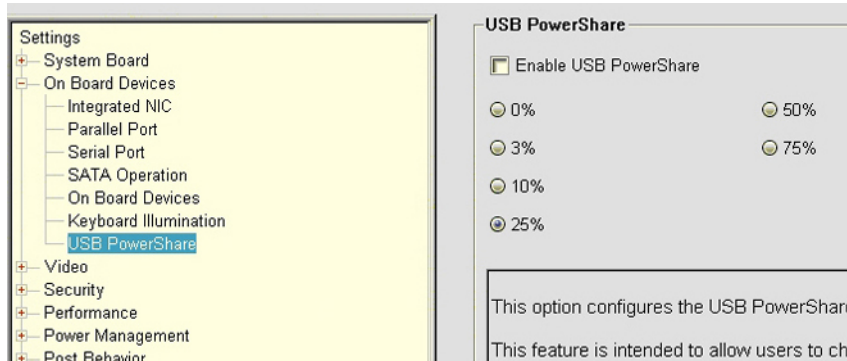 Settings
System Board
On Board Devices
Integrated NIC
Parallel Port
Serial Port
SATA Operation
On Board Devices
Keyboard Illumination
USB PowerShare
Video
Security
Performance
Power Management
Post Behavior
USB PowerShare
Enable USB PowerShare
0%
50%
3%
75%
10%
25%
This option configures the USB PowerShare
This feature is intended to allow users to ch